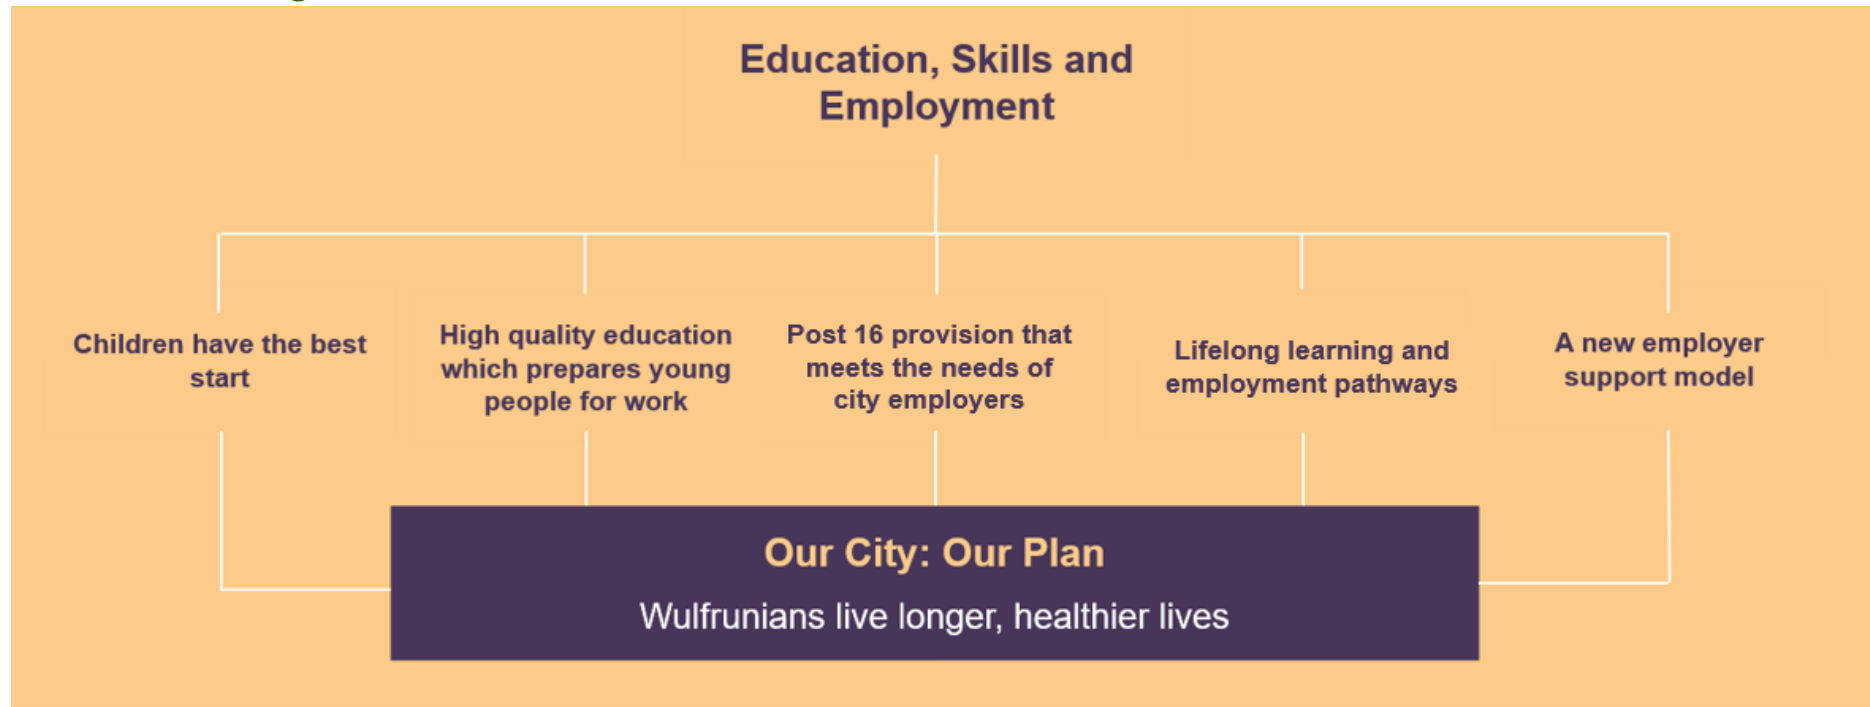 Education, Skills and
Employment
Children have the best
start
High quality education
which prepares young
people for work
Post 16 provision that
meets the needs of
city employers
Lifelong learning and
employment pathways
A new employer
support model
Our City: Our Plan
Wulfrunians live longer, healthier lives